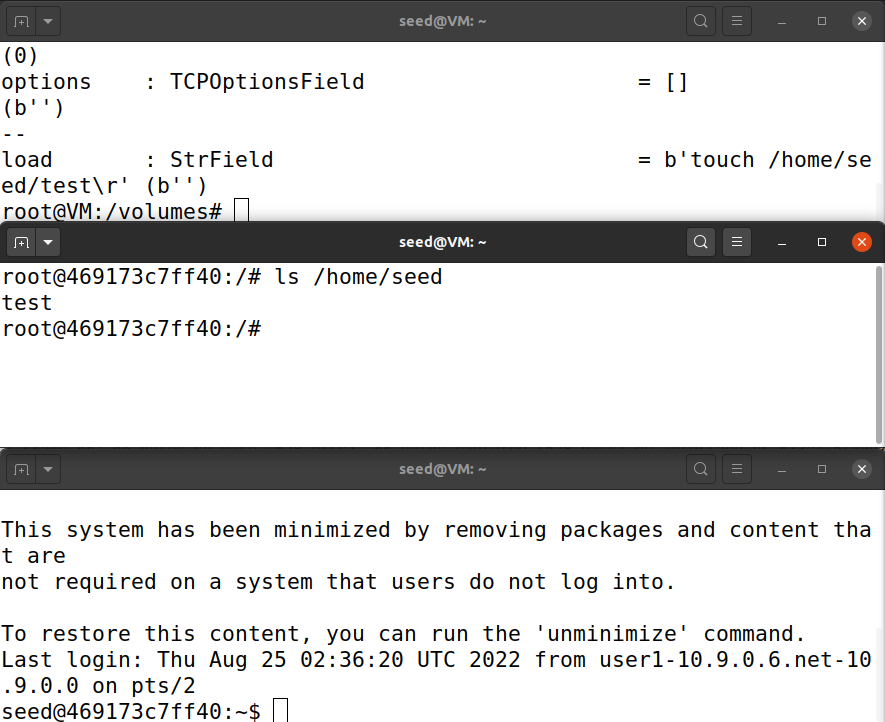 seed@VM: ~
(0)
options    : TCPOptionsField                     = []
(b'')
--
load       : StrField                            = b'touch /home/se
ed/test\r' (b'')
root@VM:/volumes#
seed@VM: ~
root@469173c7ff40:/# ls /home/seed
test
root@469173c7ff40:/#
seed@VM: ~
This system has been minimized by removing packages and content tha
t are
not required on a system that users do not log into.
To restore this content, you can run the 'unminimize' command.
Last login: Thu Aug 25 02:36:20 UTC 2022 from user1-10.9.0.6.net-10
.9.0.0 on pts/2
seed@469173c7ff40:~$